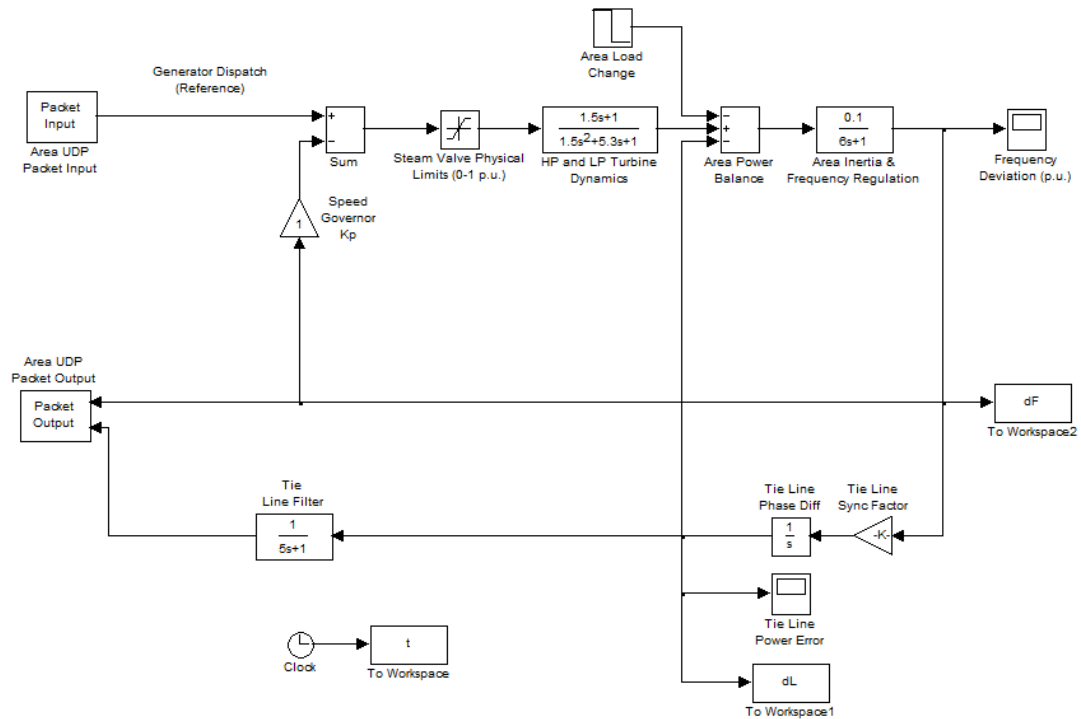 Area Load
Change
Generator Dispatch
(Reference)
Packet
Input
Area UDP
Packet Input
+
−
Sum
Steam Valve Physical
Limits (0-1 p.u.)
1.5s+1
1.5s²+5.3s+1
HP and LP Turbine
Dynamics
−
+
−
Area Power
Balance
0.1
6s+1
Area Inertia &
Frequency Regulation
Frequency
Deviation (p.u.)
1
Speed
Governor
Kp
Area UDP
Packet Output
Packet
Output
dF
To Workspace2
Tie
Line Filter
1
5s+1
Tie Line
Phase Diff
1
s
Tie Line
Sync Factor
-K-
Tie Line
Power Error
Clock
t
To Workspace
dL
To Workspace1